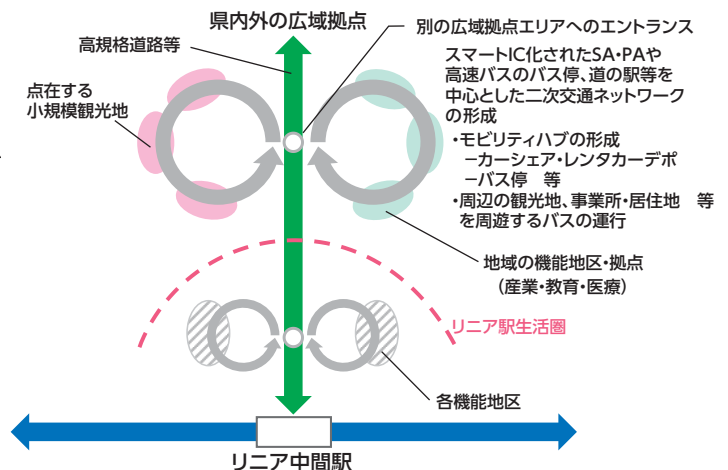 県内外の広域拠点
高規格道路等
別の広域拠点エリアへのエントランス
スマートIC化されたSA・PAや
高速バスのバス停、道の駅等を
中心とした二次交通ネットワーク
の形成
・モビリティハブの形成
−カーシェア・レンタカーデポ
−バス停　等
・周辺の観光地、事業所・居住地　等
を周遊するバスの運行
点在する
小規模観光地
地域の機能地区・拠点
（産業・教育・医療）
リニア駅生活圏
各機能地区
リニア中間駅